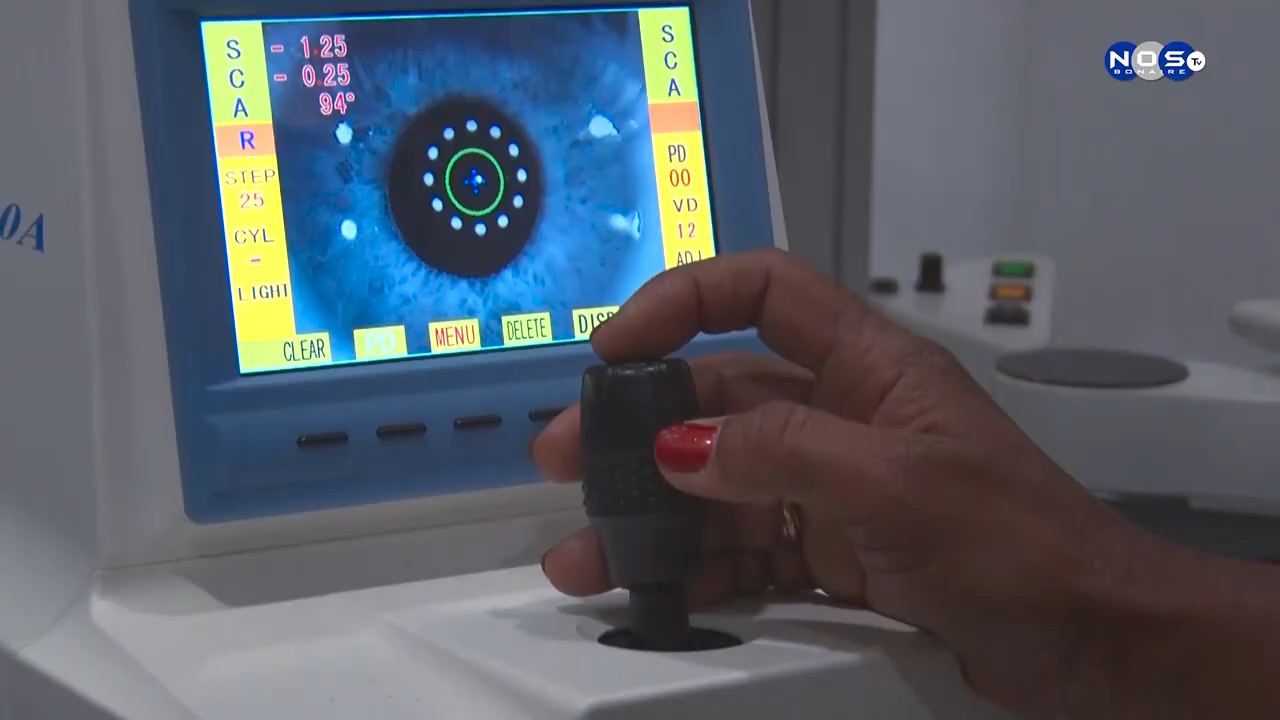 S - 1.25
C - 0.25
A 94°
R
STEP
25
CYL
-
LIGHT
CLEAR
PD
MENU
DELETE
S
C
A
PD
00
VD
12
0A
NOS TV
BONAIRE